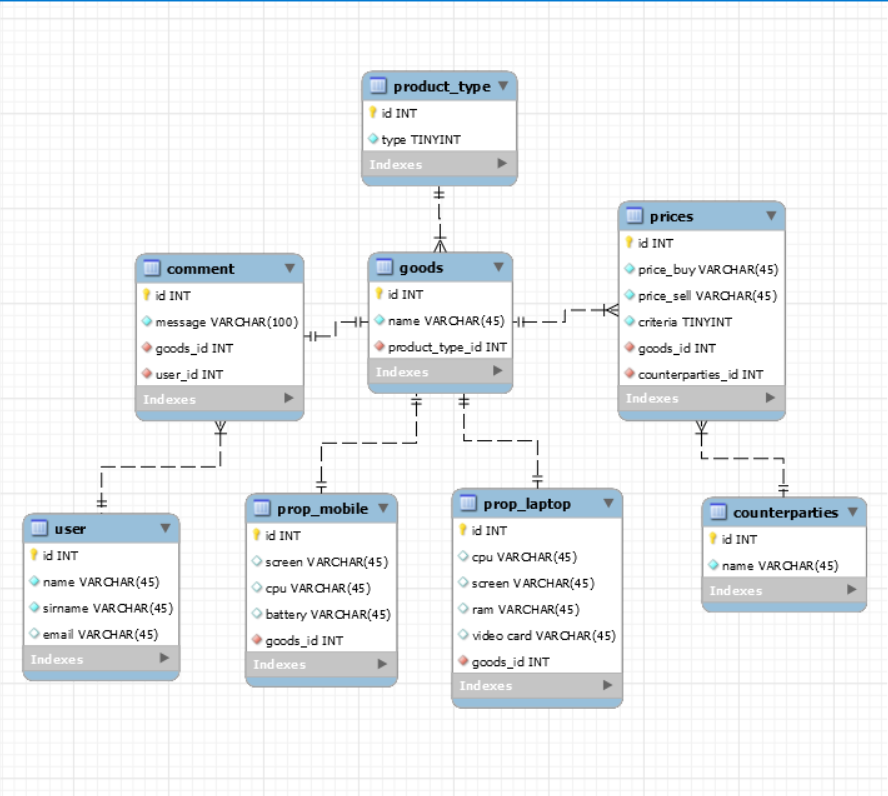 product_type
id INT
type TINYINT
Indexes
prices
id INT
price_buy VARCHAR(45)
price_sell VARCHAR(45)
criteria TINYINT
goods_id INT
counterparties_id INT
Indexes
comment
id INT
message VARCHAR(100)
goods_id INT
user_id INT
Indexes
goods
id INT
name VARCHAR(45)
product_type_id INT
Indexes
user
id INT
name VARCHAR(45)
sirname VARCHAR(45)
email VARCHAR(45)
Indexes
prop_mobile
id INT
screen VARCHAR(45)
cpu VARCHAR(45)
battery VARCHAR(45)
goods_id INT
Indexes
prop_laptop
id INT
cpu VARCHAR(45)
screen VARCHAR(45)
ram VARCHAR(45)
video card VARCHAR(45)
goods_id INT
Indexes
counterparties
id INT
name VARCHAR(45)
Indexes